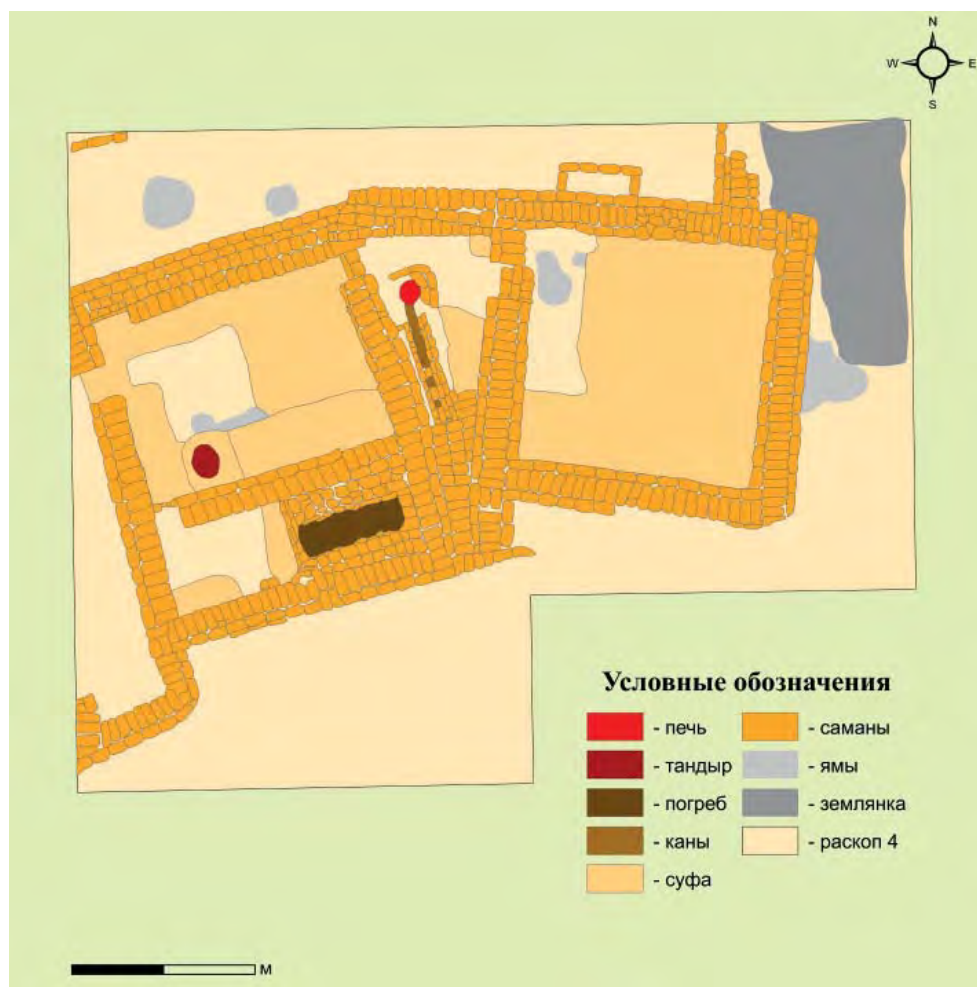 N
W E
S
Условные обозначения
- печь
- тандыр
- погреб
- каны
- суфа
- саманы
- ямы
- землянка
- раскоп 4
М